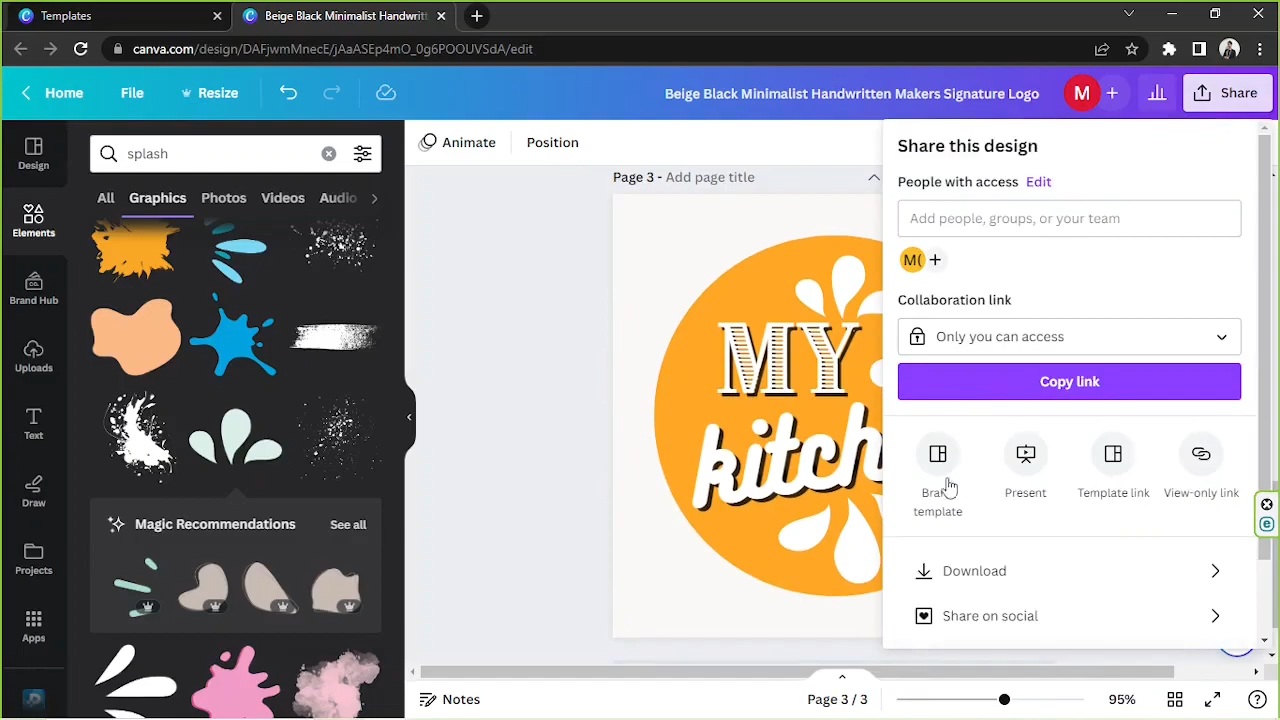 Templates
Beige Black Minimalist Handwritt
canva.com/design/DAFjwmMnecE/jAaASEp4mO_0g6POOUVSdA/edit
Home
File
Resize
Beige Black Minimalist Handwritten Makers Signature Logo
M
Share
Design
Elements
Brand Hub
Uploads
Text
Draw
Projects
Apps
splash
All
Graphics
Photos
Videos
Audio
Magic Recommendations
See all
Animate
Position
Page 3 - Add page title
MY
kitch
Share this design
People with access Edit
Add people, groups, or your team
M(
Collaboration link
Only you can access
Copy link
template
Present
Template link
View-only link
Download
Share on social
Notes
Page 3 / 3
95%